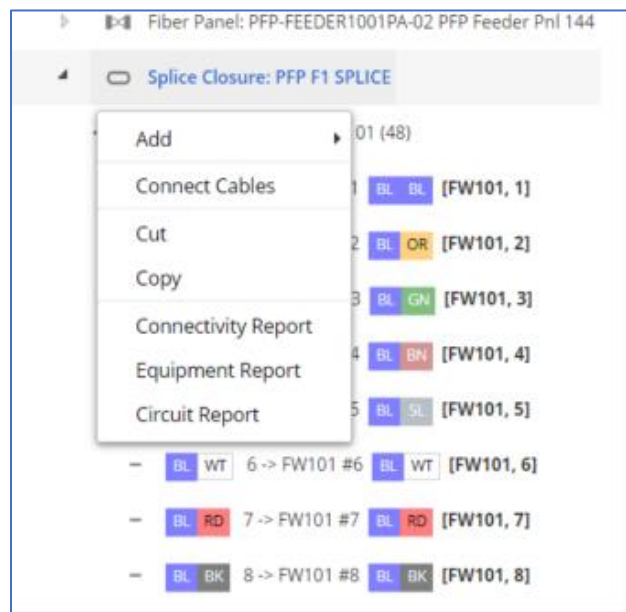 Fiber Panel: PFP-FEEDER1001PA-02 PFP Feeder Pnl 144
Splice Closure: PFP F1 SPLICE
Add
01 (48)
Connect Cables
1 BL BL [FW101, 1]
Cut
2 BL OR [FW101, 2]
Copy
3 BL GN [FW101, 3]
Connectivity Report
4 BL BN [FW101, 4]
Equipment Report
5 BL SL [FW101, 5]
Circuit Report
BL WT 6 -> FW101 #6 BL WT [FW101, 6]
BL RD 7 -> FW101 #7 BL RD [FW101, 7]
BL BK 8 -> FW101 #8 BL BK [FW101, 8]